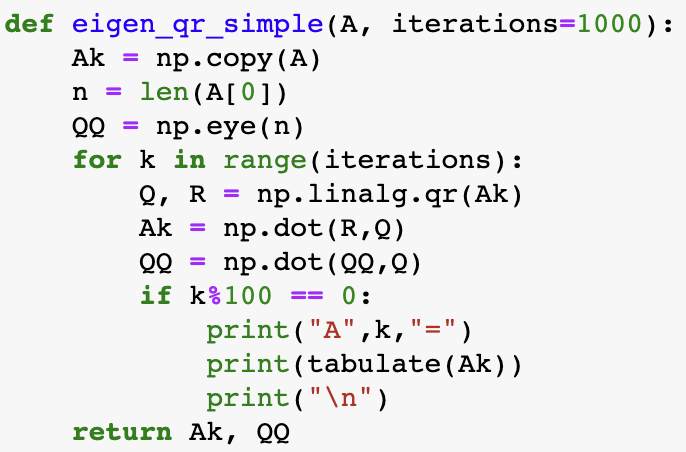 def eigen_qr_simple(A, iterations=1000):
    Ak = np.copy(A)
    n = len(A[0])
    QQ = np.eye(n)
    for k in range(iterations):
        Q, R = np.linalg.qr(Ak)
        Ak = np.dot(R,Q)
        QQ = np.dot(QQ,Q)
        if k%100 == 0:
            print("A",k,"=")
            print(tabulate(Ak))
            print("\n")
    return Ak, QQ